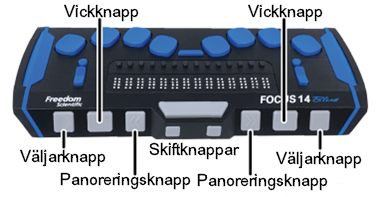 Vickknapp Vickknapp
Freedom
Scientific
FOCUS 14 Blue
Väljarknapp Skiftknappar Väljarknapp
Panoreringsknapp Panoreringsknapp